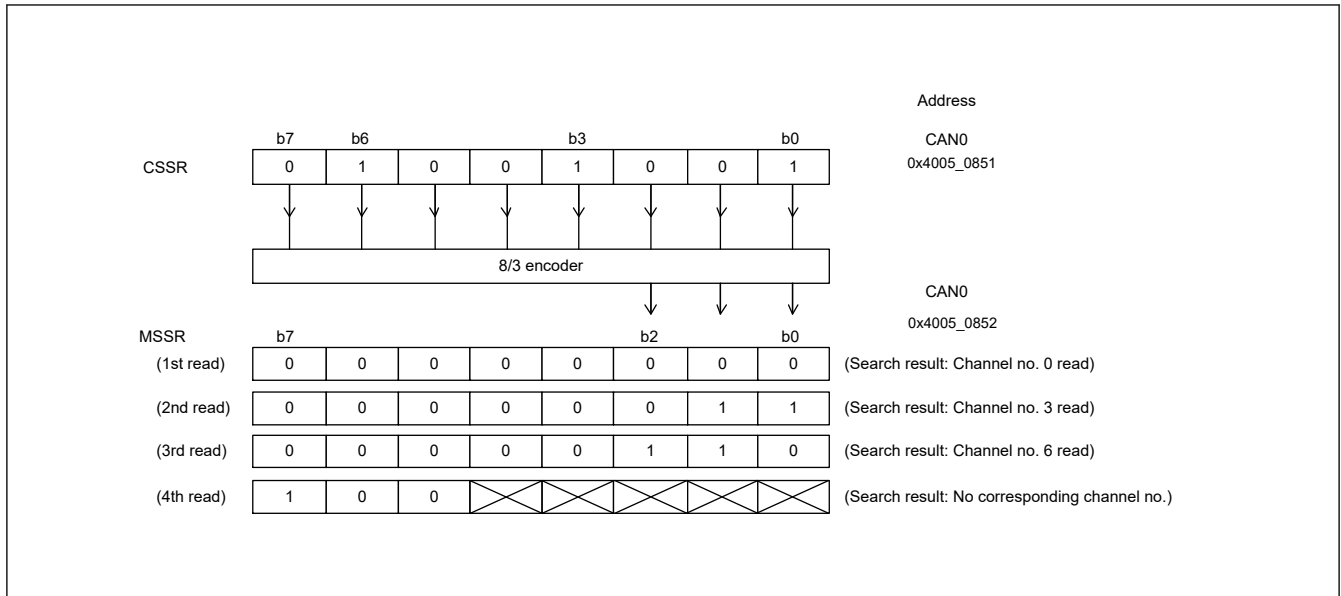 Address
b7 b6 b3 b0 CAN0
CSSR 0 1 0 0 1 0 0 1 0x4005_0851
8/3 encoder
CAN0
0x4005_0852
MSSR b7 b2 b0
(1st read) 0 0 0 0 0 0 0 0 (Search result: Channel no. 0 read)
(2nd read) 0 0 0 0 0 0 1 1 (Search result: Channel no. 3 read)
(3rd read) 0 0 0 0 0 1 1 0 (Search result: Channel no. 6 read)
(4th read) 1 0 0 (Search result: No corresponding channel no.)